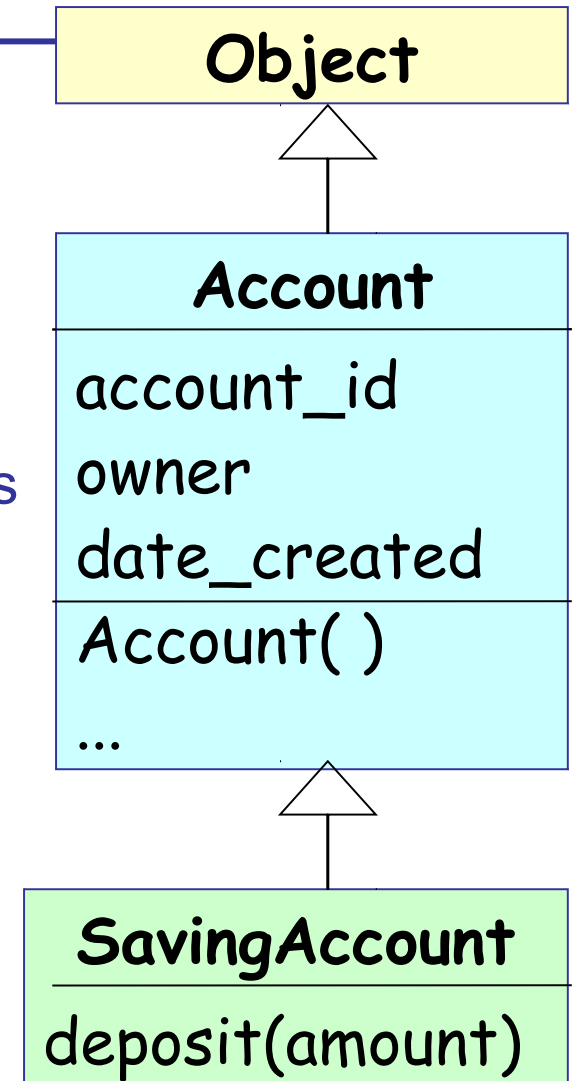 Object
Account
account_id
s
owner
date_created
Account( )
...
SavingAccount
deposit(amount)